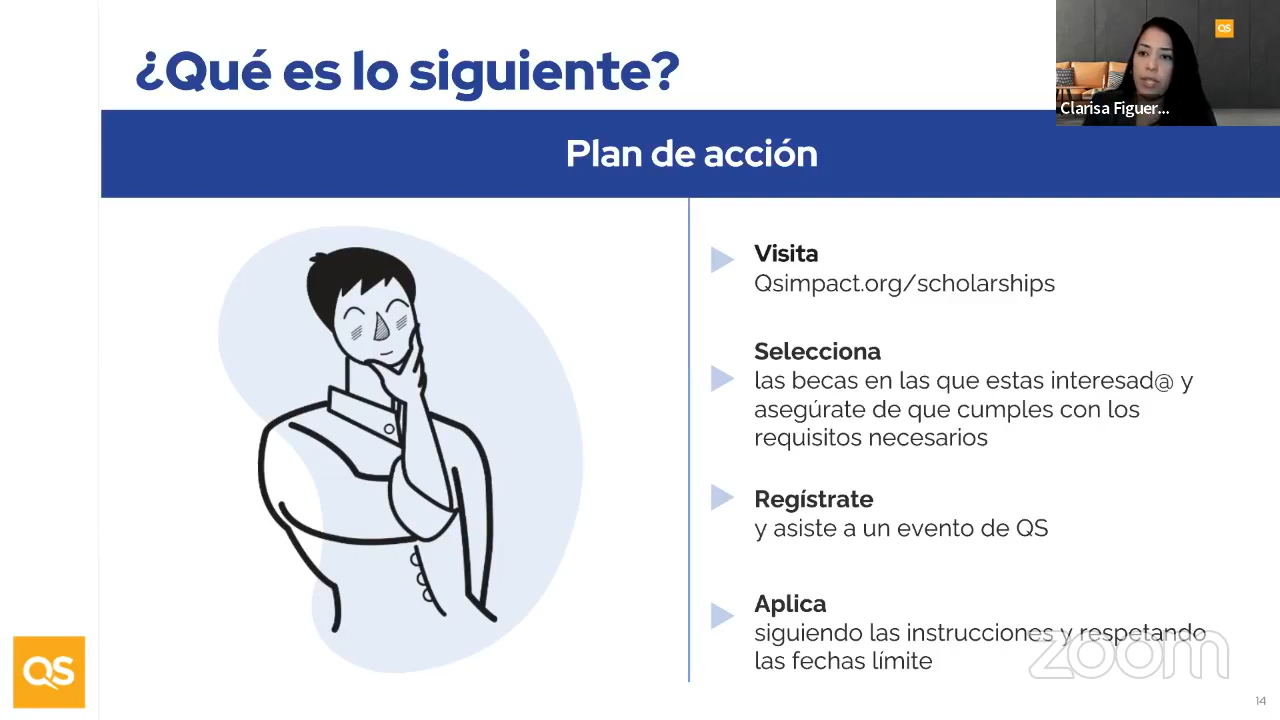 ¿Qué es lo siguiente?
QS
Clarisa Figuer...
Plan de acción
Visita
Qsimpact.org/scholarships
Selecciona
las becas en las que estas interesad@ y
asegúrate de que cumples con los
requisitos necesarios
Regístrate
y asiste a un evento de QS
Aplica
siguiendo las instrucciones y respetando
las fechas límite
zoom
QS
14